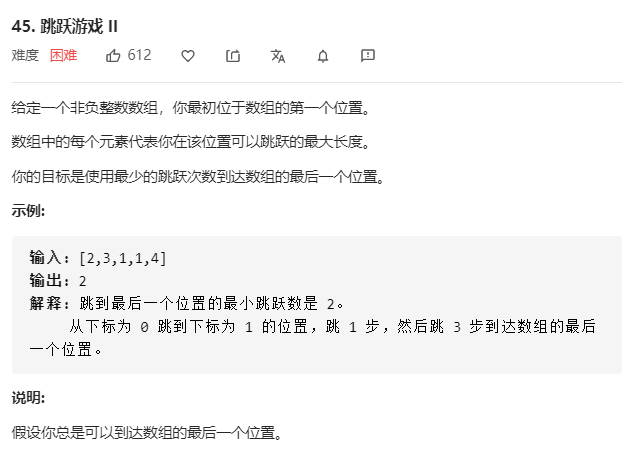 45. 跳跃游戏 II
难度 困难 612
给定一个非负整数数组，你最初位于数组的第一个位置。
数组中的每个元素代表你在该位置可以跳跃的最大长度。
你的目标是使用最少的跳跃次数到达数组的最后一个位置。
示例:
输入: [2,3,1,1,4]
输出: 2
解释: 跳到最后一个位置的最小跳跃数是 2。
从下标为 0 跳到下标为 1 的位置，跳 1 步，然后跳 3 步到达数组的最后
一个位置。
说明:
假设你总是可以到达数组的最后一个位置。